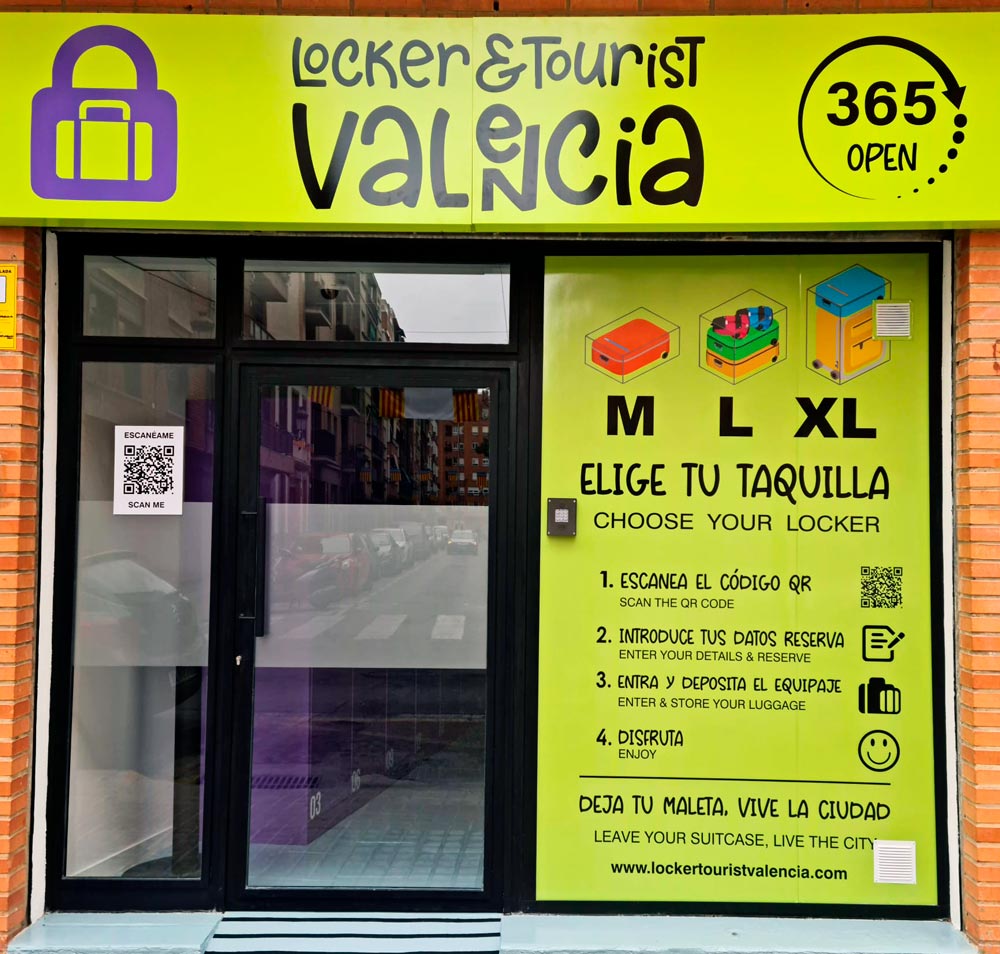 Locker & Tourist
Valencia
365
OPEN
ESCANÉAME
SCAN ME
M L XL
ELIGE TU TAQUILLA
CHOOSE YOUR LOCKER
1. ESCANEA EL CÓDIGO QR
SCAN THE QR CODE
2. INTRODUCE TUS DATOS RESERVA
ENTER YOUR DETAILS & RESERVE
3. ENTRA Y DEPOSITA EL EQUIPAJE
ENTER & STORE YOUR LUGGAGE
4. DISFRUTA
ENJOY
DEJA TU MALETA, VIVE LA CIUDAD
LEAVE YOUR SUITCASE, LIVE THE CITY
www.lockertouristvalencia.com
03
06
09